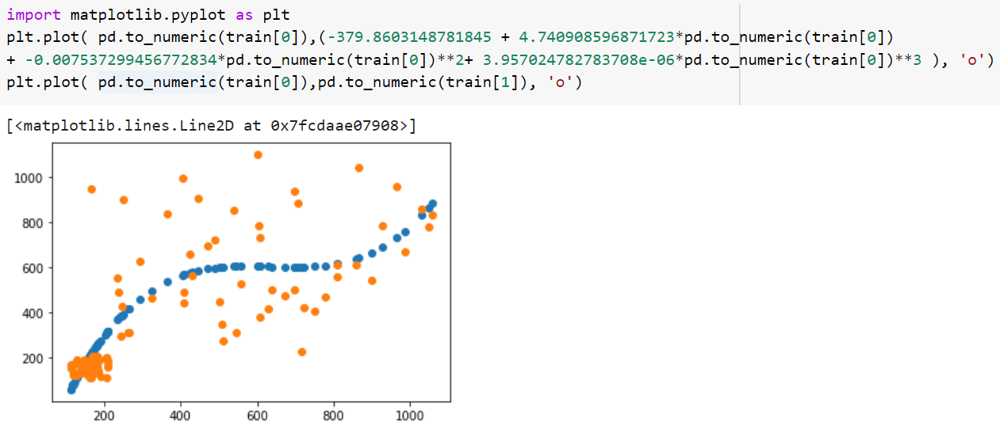 import matplotlib.pyplot as plt
plt.plot( pd.to_numeric(train[0]),(-379.8603148781845 + 4.740908596871723*pd.to_numeric(train[0])
+ -0.007537299456772834*pd.to_numeric(train[0])**2+ 3.957024782783708e-06*pd.to_numeric(train[0])**3 ), 'o')
plt.plot( pd.to_numeric(train[0]),pd.to_numeric(train[1]), 'o')
[<matplotlib.lines.Line2D at 0x7fcdaae07908>]
1000
800
600
400
200
200 400 600 800 1000